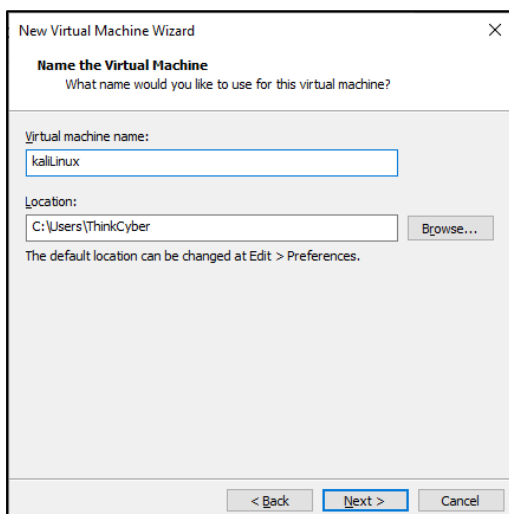 New Virtual Machine Wizard
Name the Virtual Machine
What name would you like to use for this virtual machine?
Virtual machine name:
kaliLinux
Location:
C:\Users\ThinkCyber
Browse...
The default location can be changed at Edit > Preferences.
< Back
Next >
Cancel